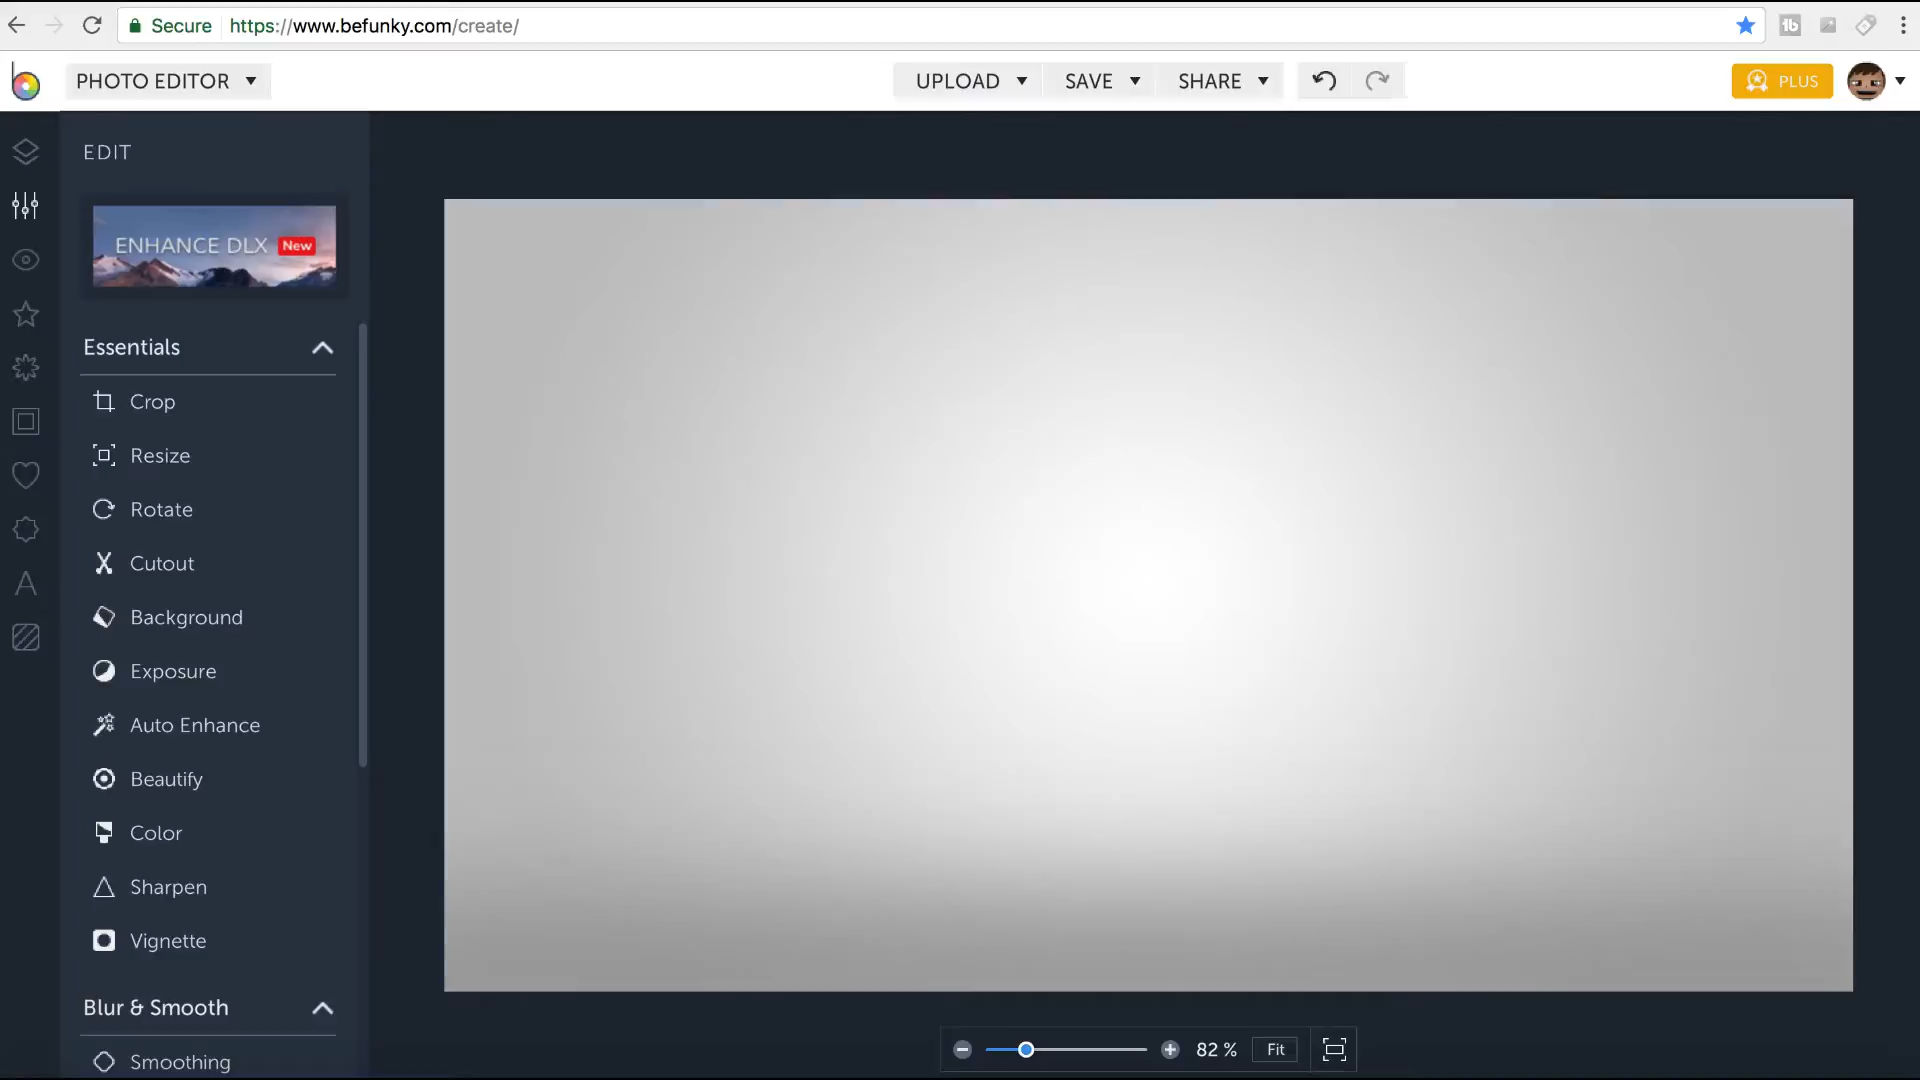 Secure https://www.befunky.com/create/
PHOTO EDITOR
UPLOAD
SAVE
SHARE
PLUS
EDIT
ENHANCE DLX New
Essentials
Crop
Resize
Rotate
Cutout
Background
Exposure
Auto Enhance
Beautify
Color
Sharpen
Vignette
Blur & Smooth
Smoothing
82 %
Fit